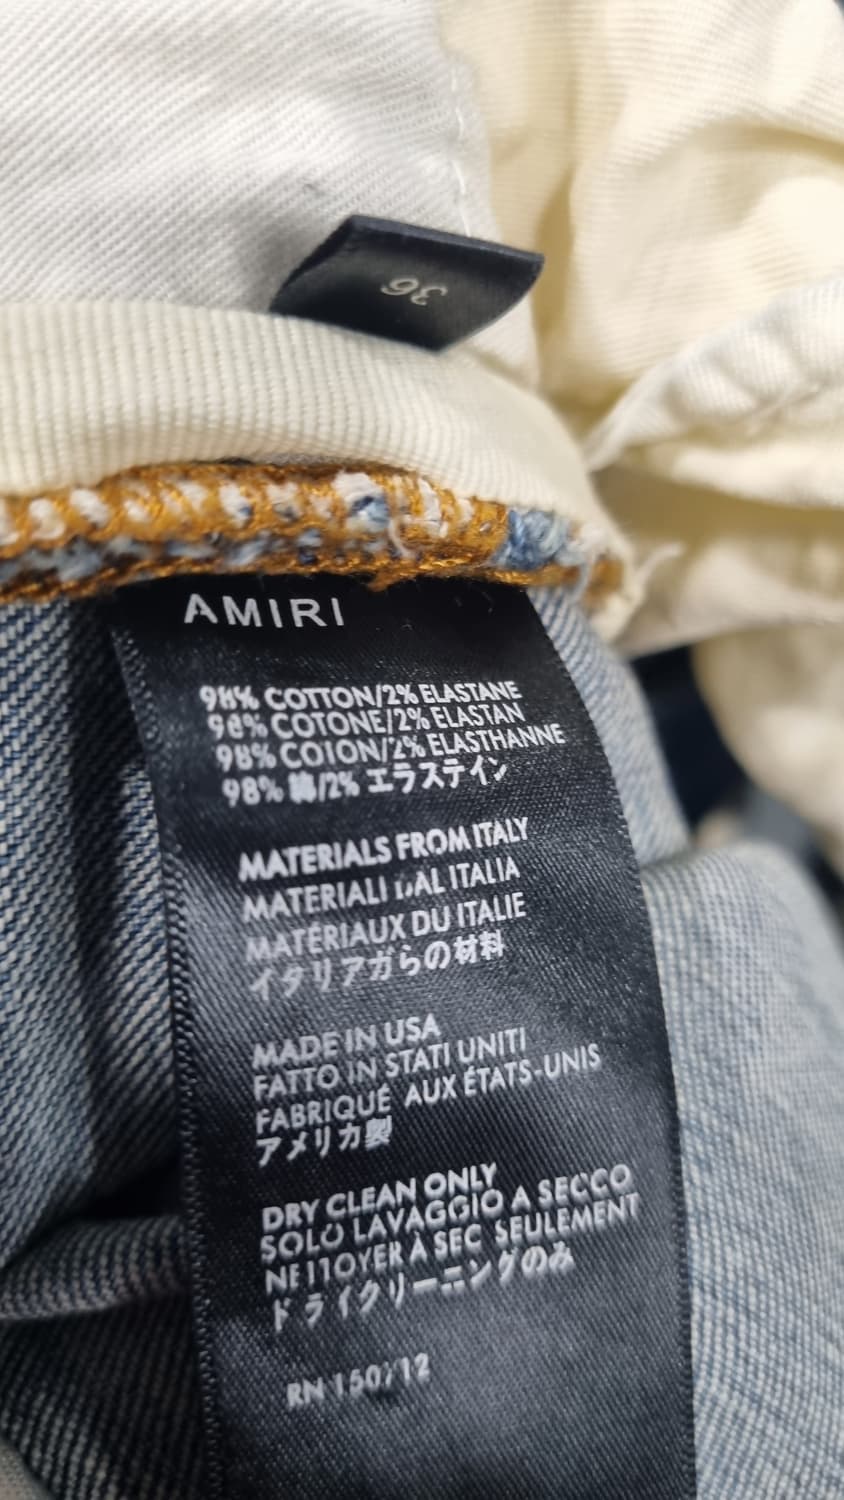 36
AMIRI
98% COTTON/2% ELASTANE
98% COTONE/2% ELASTAN
98% COTON/2% ELASTHANNE
98% 綿/2% エラステイン
MATERIALS FROM ITALY
MATERIALI DAL ITALIA
MATÉRIAUX DU ITALIE
イタリアガらの材料
MADE IN USA
FATTO IN STATI UNITI
FABRIQUÉ AUX ÉTATS-UNIS
アメリカ製
DRY CLEAN ONLY
SOLO LAVAGGIO A SECCO
NETTOYER À SEC SEULEMENT
ドライクリーニングのみ
RN